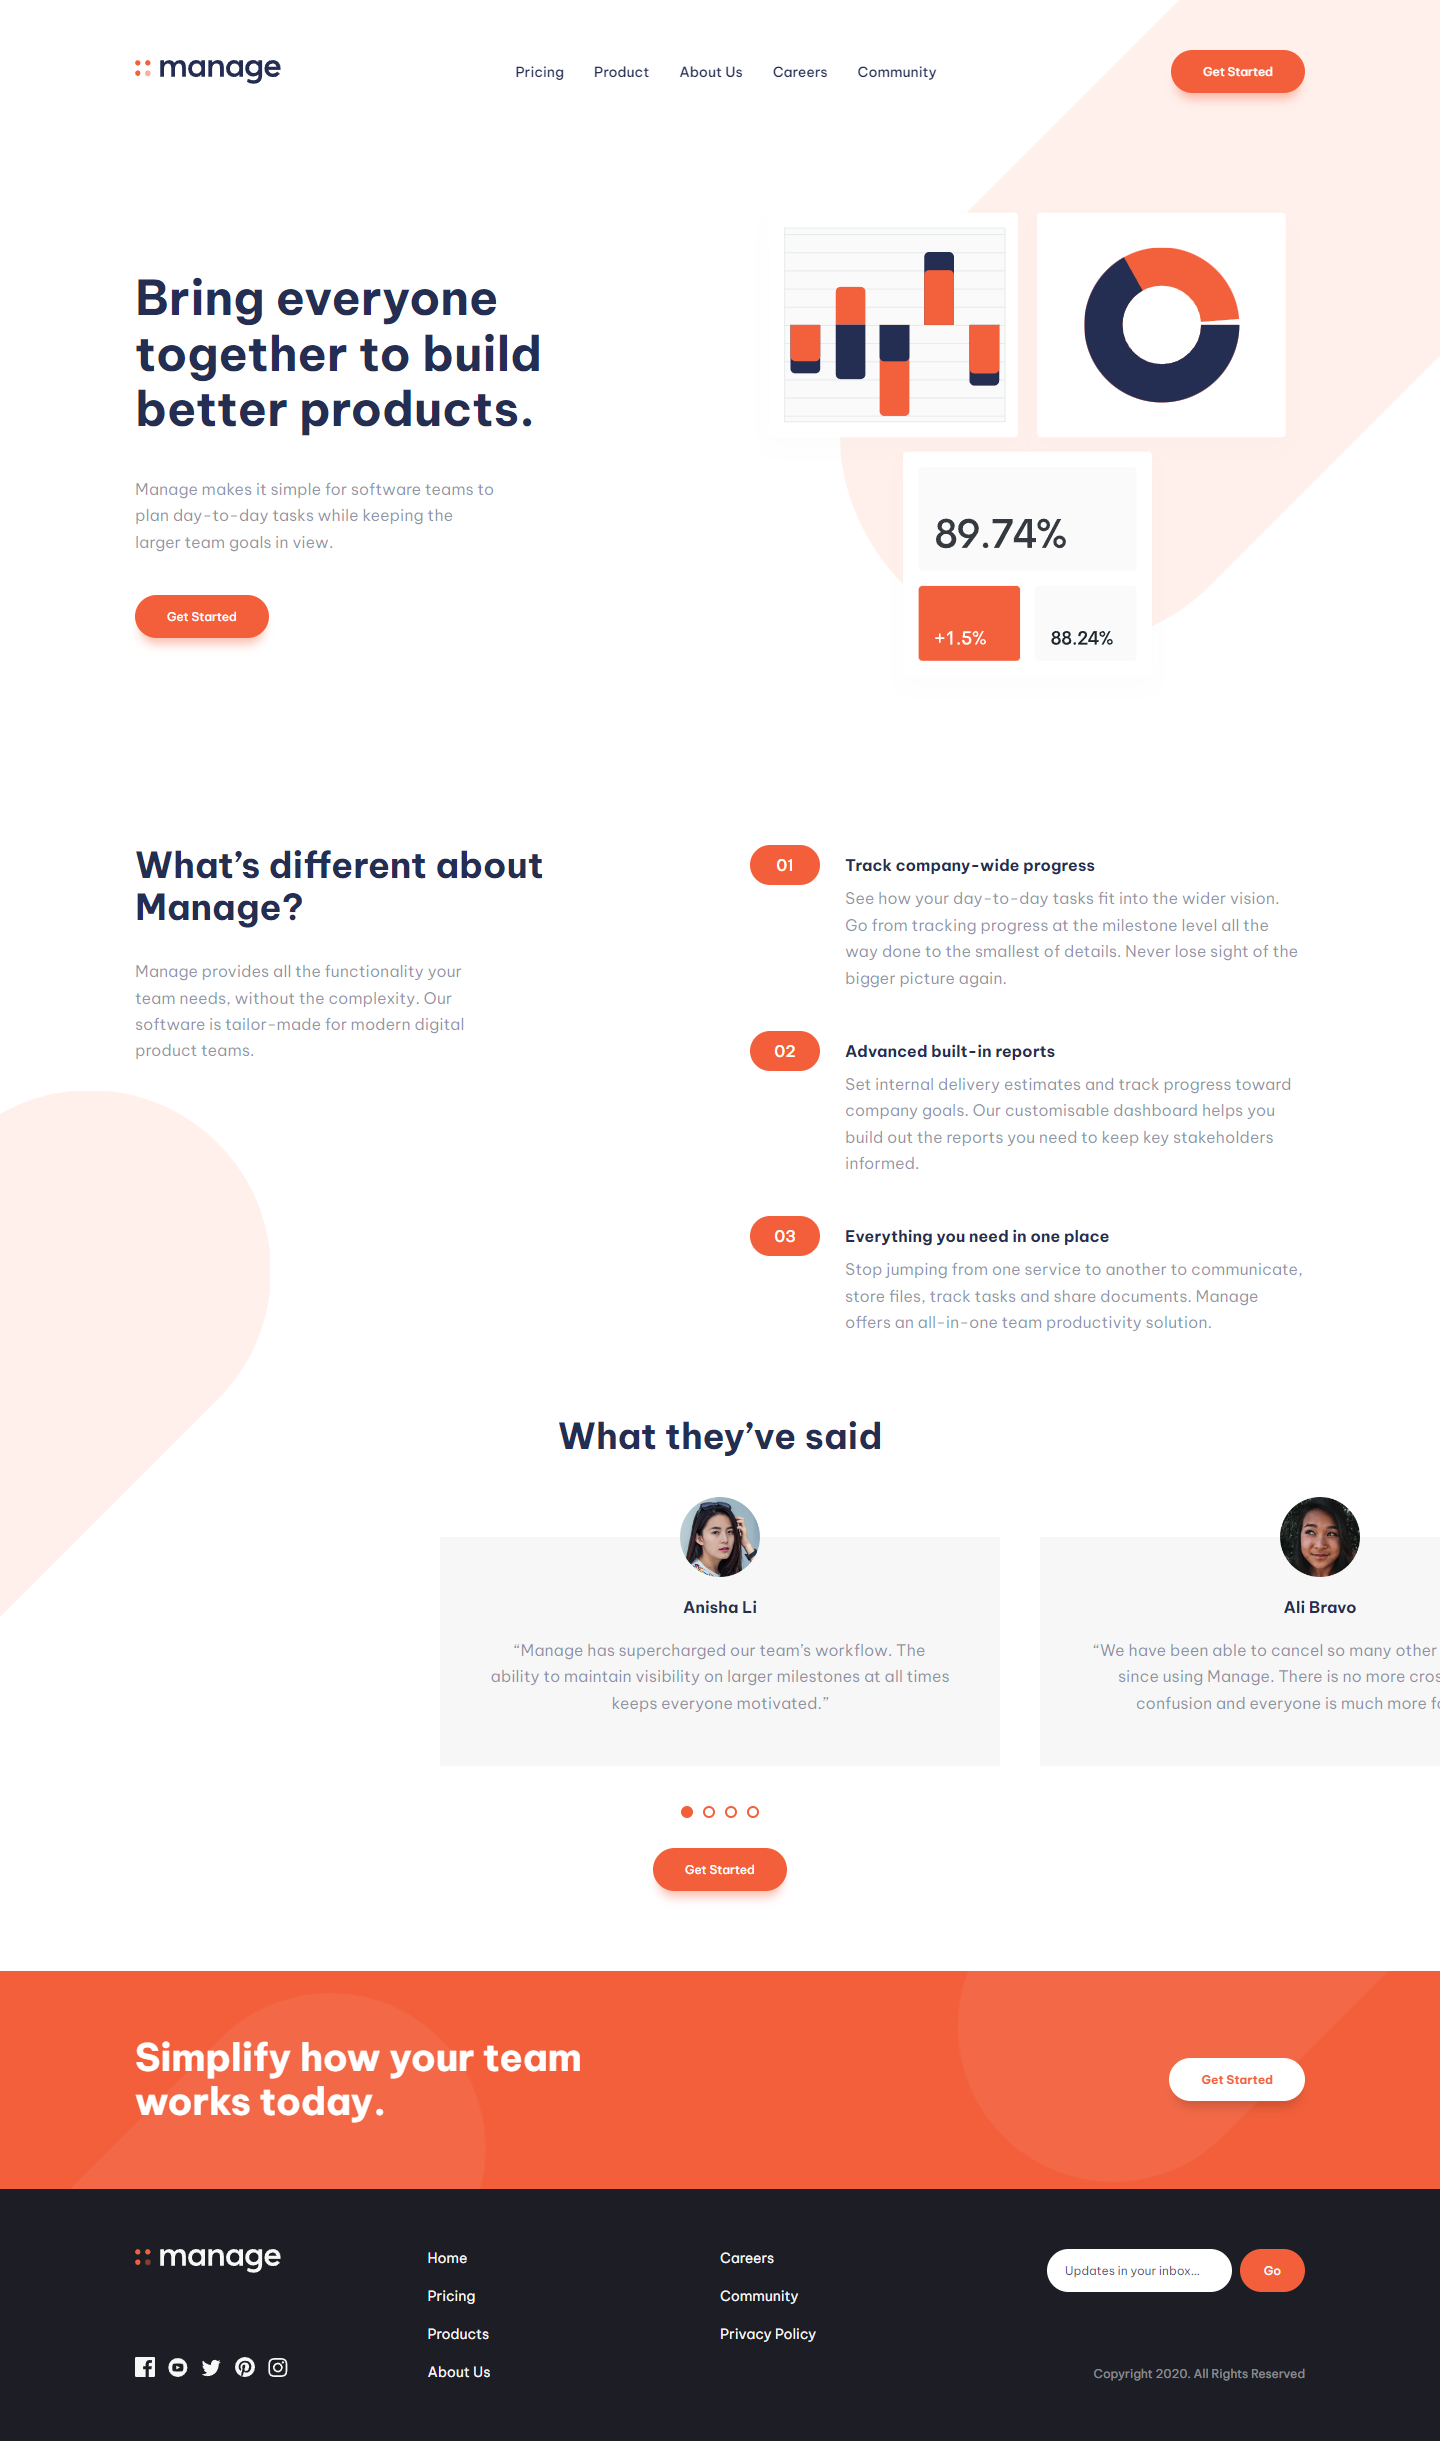 manage
Pricing
Product
About Us
Careers
Community
Get Started
Bring everyone
together to build
better products.
Manage makes it simple for software teams to
plan day-to-day tasks while keeping the
larger team goals in view.
Get Started
89.74%
+1.5%
88.24%
What’s different about
Manage?
Manage provides all the functionality your
team needs, without the complexity. Our
software is tailor-made for modern digital
product teams.
01
Track company-wide progress
See how your day-to-day tasks fit into the wider vision.
Go from tracking progress at the milestone level all the
way done to the smallest of details. Never lose sight of the
bigger picture again.
02
Advanced built-in reports
Set internal delivery estimates and track progress toward
company goals. Our customisable dashboard helps you
build out the reports you need to keep key stakeholders
informed.
03
Everything you need in one place
Stop jumping from one service to another to communicate,
store files, track tasks and share documents. Manage
offers an all-in-one team productivity solution.
What they’ve said
Anisha Li
“Manage has supercharged our team’s workflow. The
ability to maintain visibility on larger milestones at all times
keeps everyone motivated.”
Ali Bravo
“We have been able to cancel so many other
since using Manage. There is no more
confusion and everyone is much more
Get Started
Simplify how your team
works today.
Get Started
manage
Home
Pricing
Products
About Us
Careers
Community
Privacy Policy
Updates in your inbox...
Go
Copyright 2020. All Rights Reserved